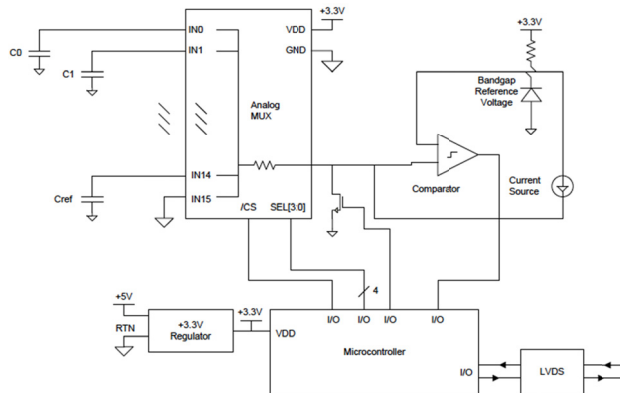 +3.3V
+3.3V
IN0
VDD
C0
IN1
GND
C1
Bandgap
Reference
Voltage
Analog
MUX
IN14
Current
Source
Cref
IN15
Comparator
/CS
SEL[3:0]
4
+5V
+3.3V
I/O
I/O
I/O
I/O
RTN
+3.3V
Regulator
VDD
Microcontroller
I/O
LVDS